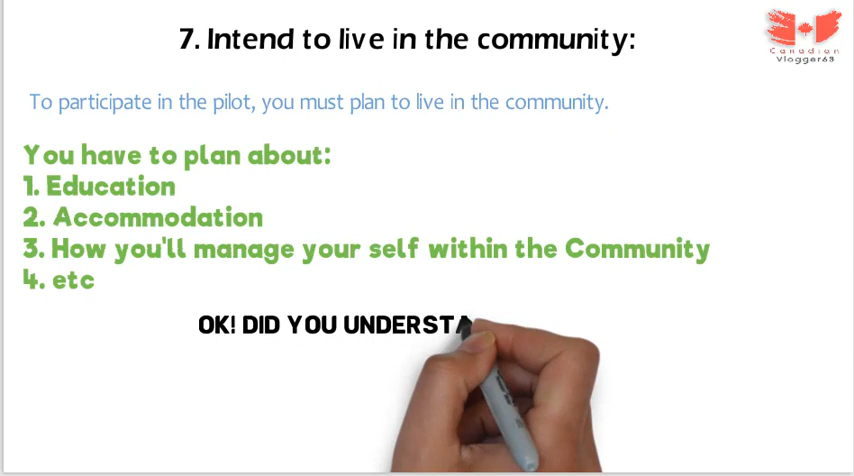 Canadian
Vlogger63
7. Intend to live in the community:
To participate in the pilot, you must plan to live in the community.
You have to plan about:
1. Education
2. Accommodation
3. How you'll manage your self within the Community
4. etc
OK! DID YOU UNDERSTA